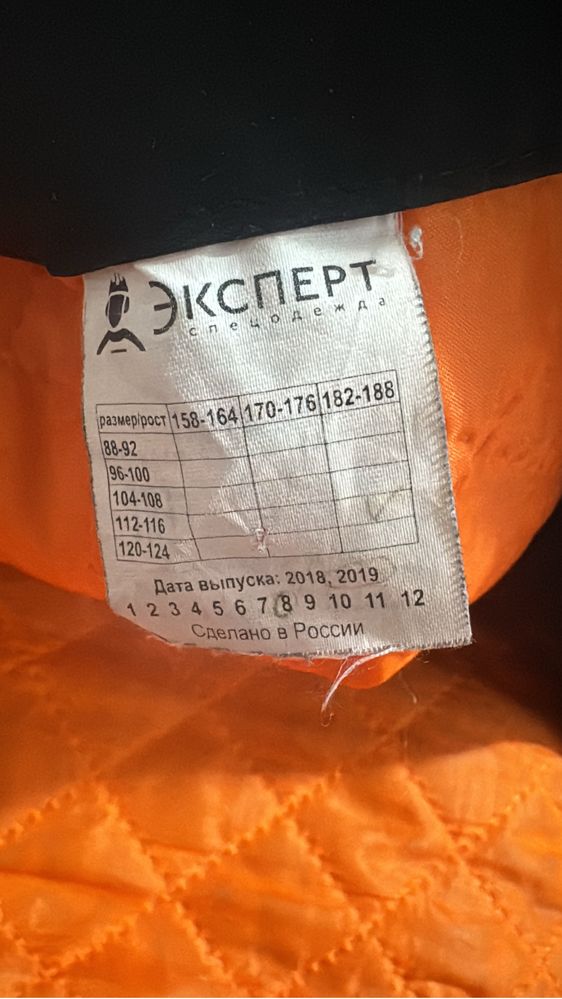 ЭКСПЕРТ
спецодежда
размер/рост 158-164 170-176 182-188
88-92
96-100
104-108
112-116
120-124
Дата выпуска: 2018, 2019
1 2 3 4 5 6 7 8 9 10 11 12
Сделано в России